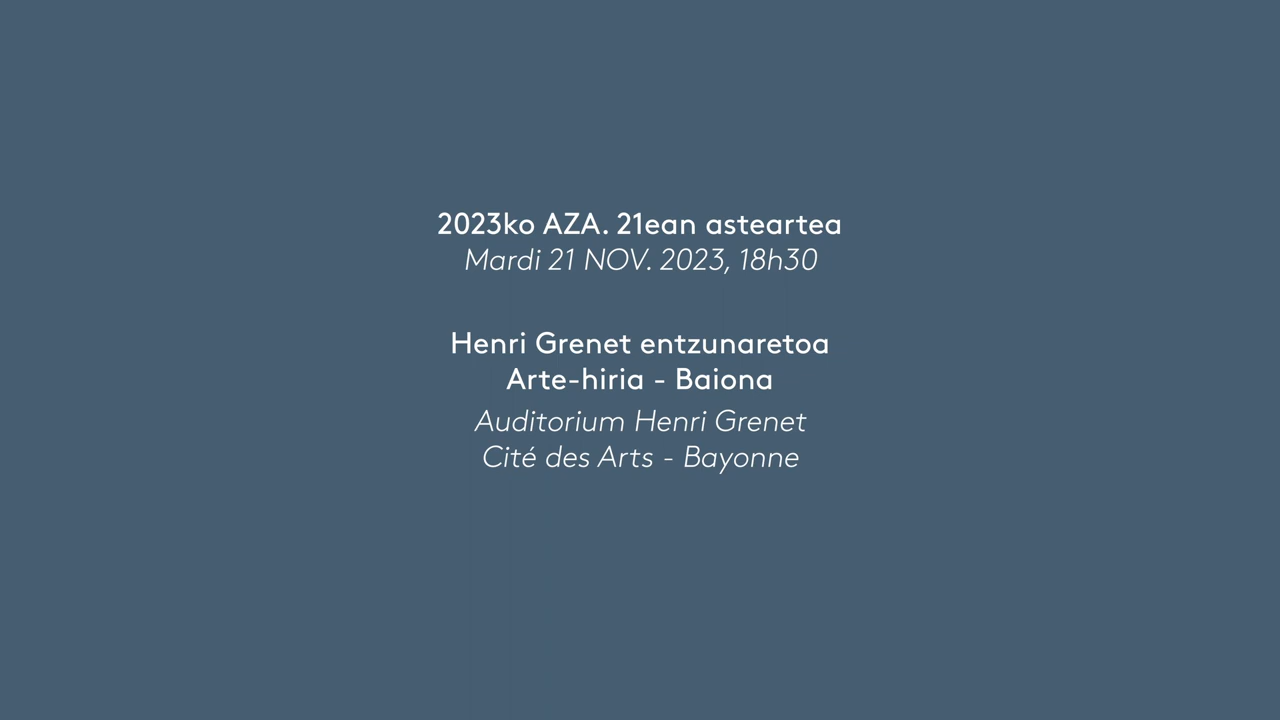 2023ko AZA. 21ean asteartea
Mardi 21 NOV. 2023, 18h30
Henri Grenet entzunaretoa
Arte-hiria - Baiona
Auditorium Henri Grenet
Cité des Arts - Bayonne